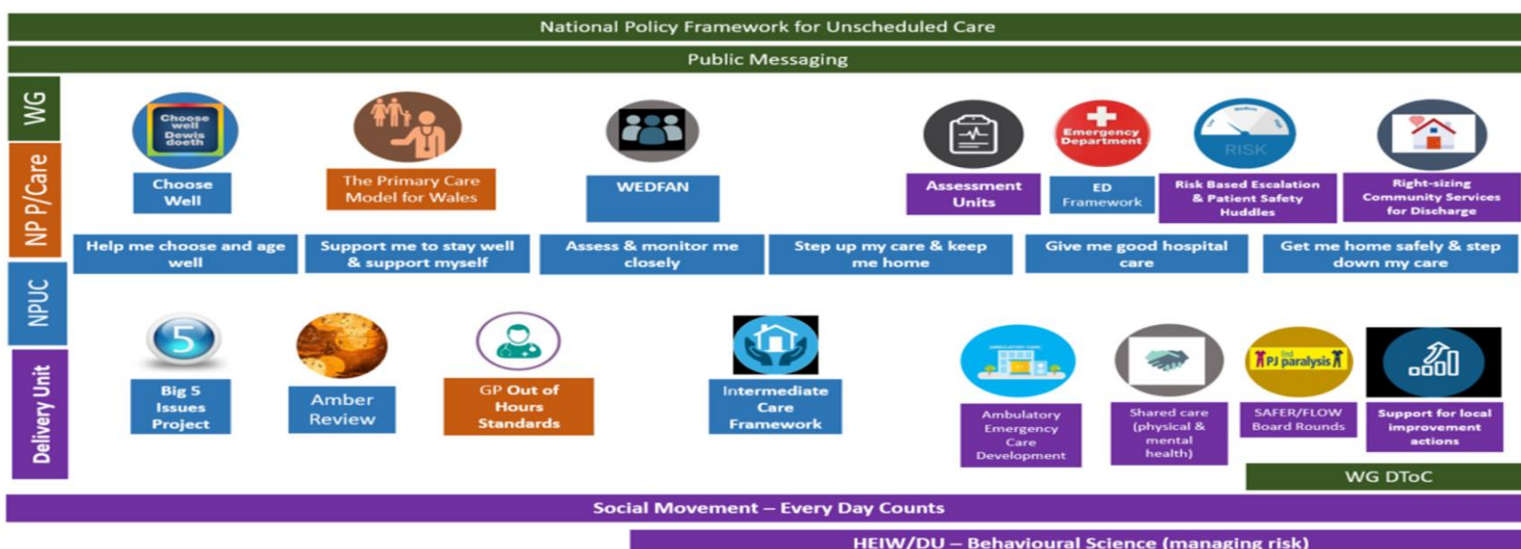 National Policy Framework for Unscheduled Care
Public Messaging
WG
NP P/Care
NPUC
Delivery Unit
Choose
well
Dewis
doeth
Emergency
Department
RISK
Choose
Well
The Primary Care
Model for Wales
WEDFAN
Assessment
Units
ED
Framework
Risk Based Escalation
& Patient Safety
Huddles
Right-sizing
Community Services
for Discharge
Help me choose and age
well
Support me to stay well
& support myself
Assess & monitor me
closely
Step up my care & keep
me home
Give me good hospital
care
Get me home safely & step
down my care
5
AMBULATORY CARE
end
PJ paralysis
Big 5
Issues
Project
Amber
Review
GP Out of
Hours
Standards
Intermediate
Care
Framework
Ambulatory
Emergency
Care
Development
Shared care
(physical &
mental
health)
SAFER/FLOW
Board Rounds
Support for local
improvement
actions
WG DToC
Social Movement – Every Day Counts
HEIW/DU – Behavioural Science (managing risk)